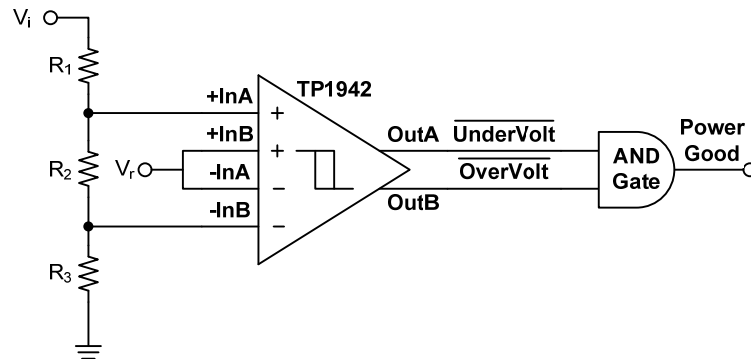 Vi
R1
TP1942
+InA
+InB
Vr
-InA
-InB
R2
R3
OutA
UnderVolt
OverVolt
OutB
AND
Gate
Power
Good